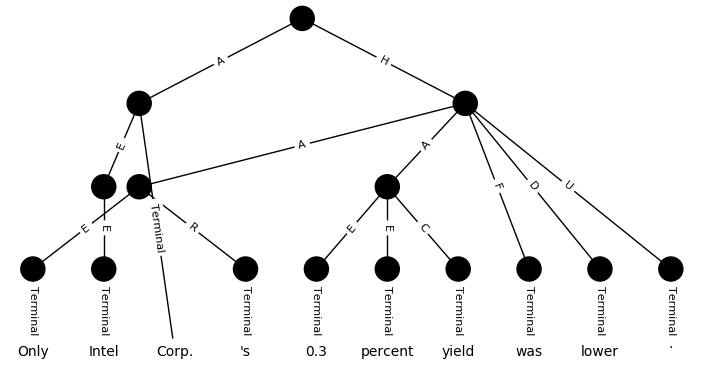 A H
E A A F D U
E E R E E C
Terminal Terminal Terminal Terminal Terminal Terminal Terminal Terminal Terminal Terminal
Only Intel Corp. 's 0.3 percent yield was lower .